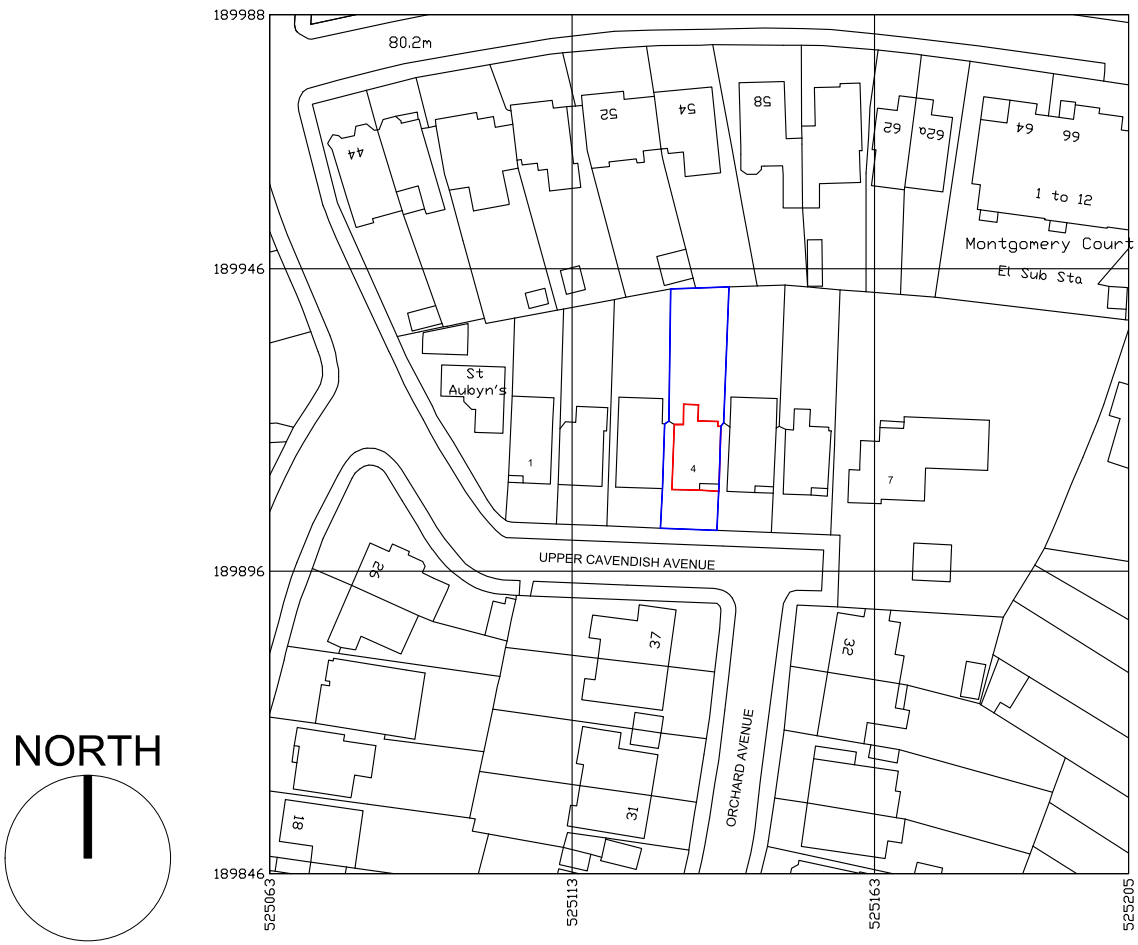 189988
80.2m
44
52
54
58
62
62a
64
66
1 to 12
Montgomery Court
El Sub Sta
189946
St
Aubyn's
1
4
7
UPPER CAVENDISH AVENUE
189896
26
37
32
ORCHARD AVENUE
31
18
NORTH
189846
525063
525113
525163
525205